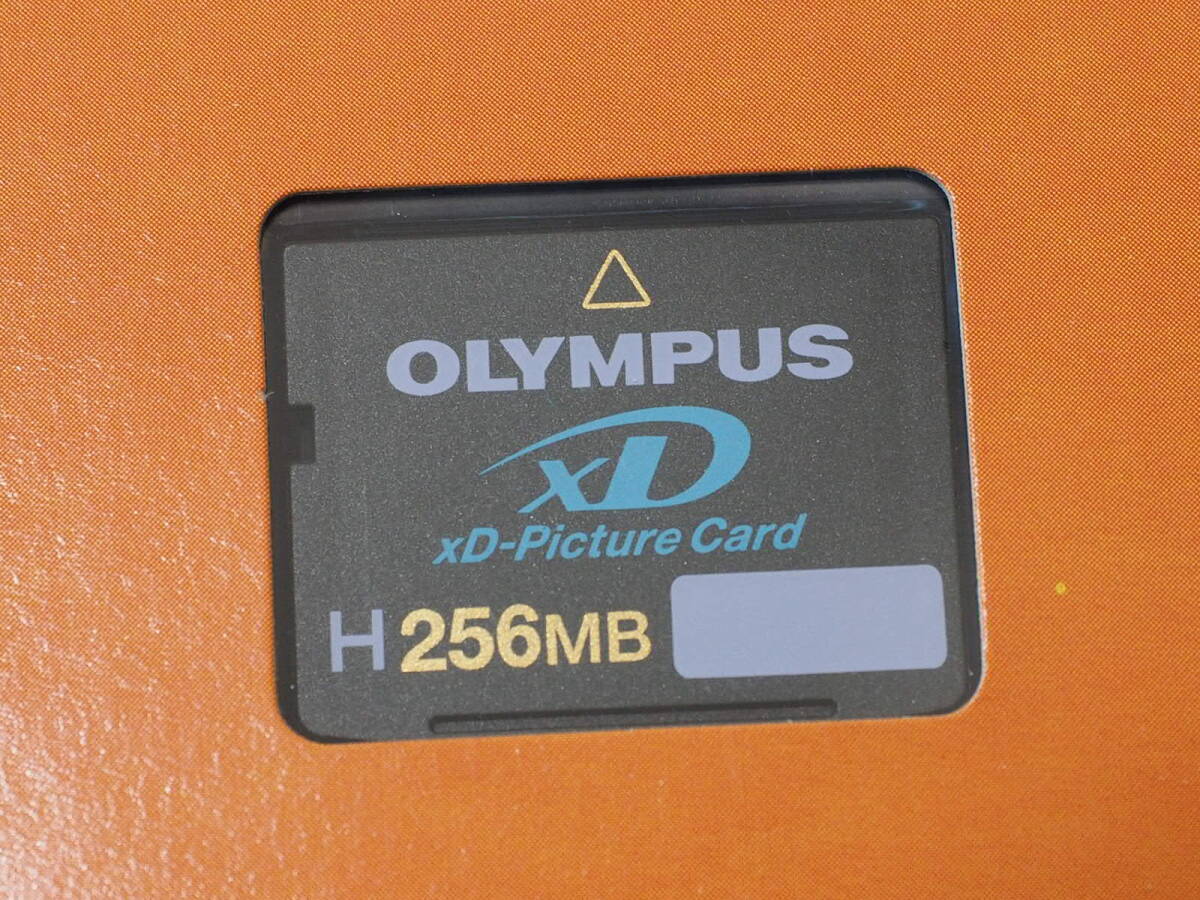 OLYMPUS
xD
xD-Picture Card
H 256MB